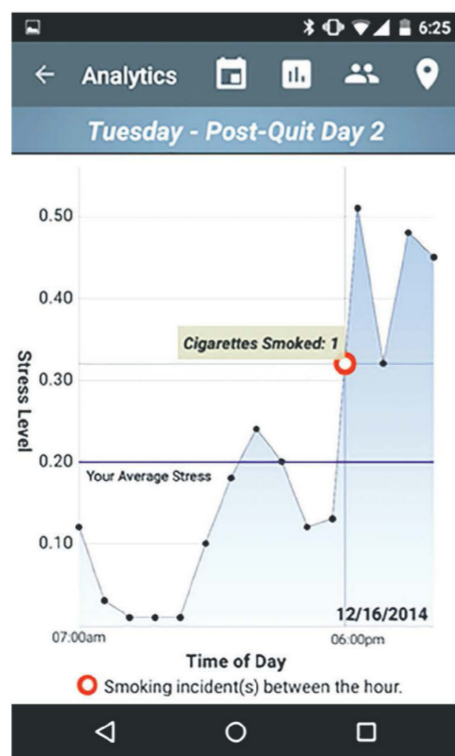 6:25
Analytics
Tuesday - Post-Quit Day 2
0.50
0.40
Cigarettes Smoked: 1
0.30
Stress Level
0.20
Your Average Stress
0.10
12/16/2014
07:00am
06:00pm
Time of Day
Smoking incident(s) between the hour.